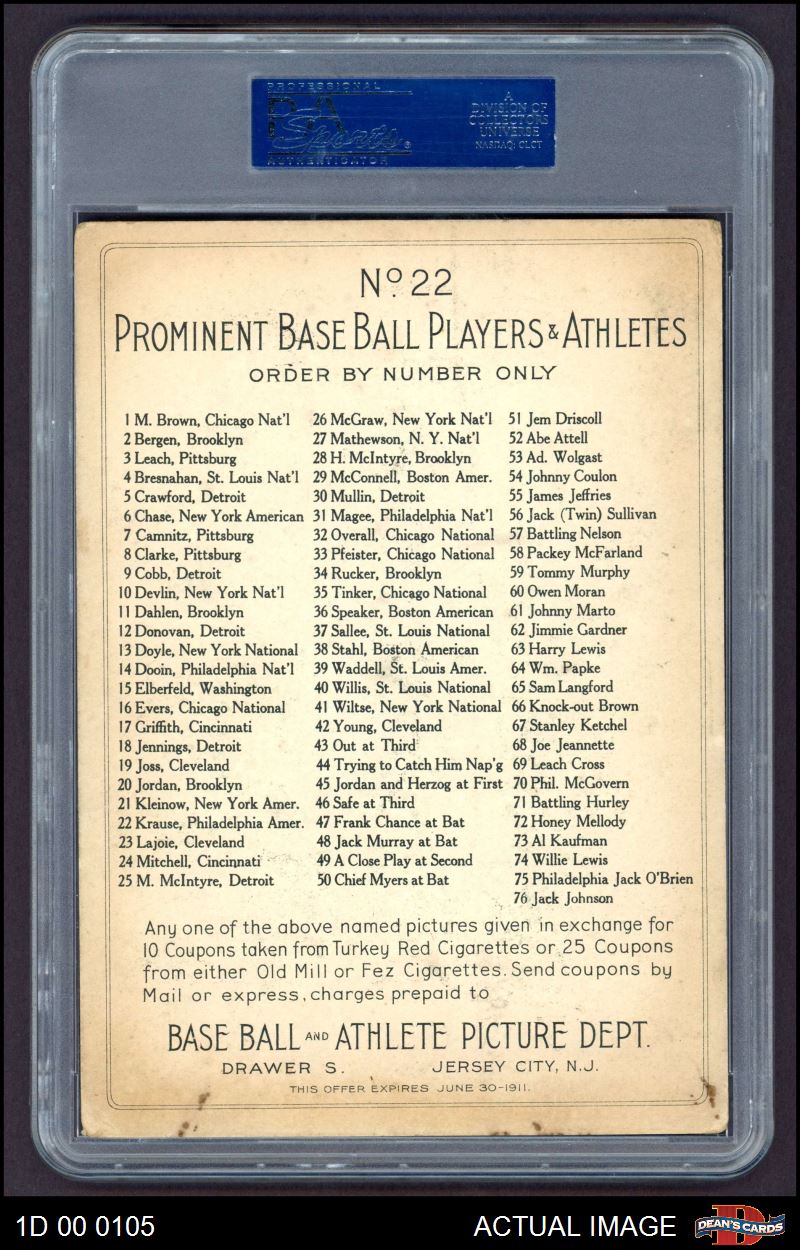 PROFESSIONAL
PSA
Sports
AUTHENTICATOR
A
DIVISION OF
COLLECTORS
UNIVERSE
NASDAQ: CLCT
Nº 22
PROMINENT BASE BALL PLAYERS & ATHLETES
ORDER BY NUMBER ONLY
1 M. Brown, Chicago Nat'l
2 Bergen, Brooklyn
3 Leach, Pittsburg
4 Bresnahan, St. Louis Nat'l
5 Crawford, Detroit
6 Chase, New York American
7 Camnitz, Pittsburg
8 Clarke, Pittsburg
9 Cobb, Detroit
10 Devlin, New York Nat'l
11 Dahlen, Brooklyn
12 Donovan, Detroit
13 Doyle, New York National
14 Dooin, Philadelphia Nat'l
15 Elberfeld, Washington
16 Evers, Chicago National
17 Griffith, Cincinnati
18 Jennings, Detroit
19 Joss, Cleveland
20 Jordan, Brooklyn
21 Kleinow, New York Amer.
22 Krause, Philadelphia Amer.
23 Lajoie, Cleveland
24 Mitchell, Cincinnati
25 M. McIntyre, Detroit
26 McGraw, New York Nat'l
27 Mathewson, N. Y. Nat'l
28 H. McIntyre, Brooklyn
29 McConnell, Boston Amer.
30 Mullin, Detroit
31 Magee, Philadelphia Nat'l
32 Overall, Chicago National
33 Pfeister, Chicago National
34 Rucker, Brooklyn
35 Tinker, Chicago National
36 Speaker, Boston American
37 Sallee, St. Louis National
38 Stahl, Boston American
39 Waddell, St. Louis Amer.
40 Willis, St. Louis National
41 Wiltse, New York National
42 Young, Cleveland
43 Out at Third
44 Trying to Catch Him Nap'g
45 Jordan and Herzog at First
46 Safe at Third
47 Frank Chance at Bat
48 Jack Murray at Bat
49 A Close Play at Second
50 Chief Myers at Bat
51 Jem Driscoll
52 Abe Attell
53 Ad. Wolgast
54 Johnny Coulon
55 James Jeffries
56 Jack (Twin) Sullivan
57 Battling Nelson
58 Packey McFarland
59 Tommy Murphy
60 Owen Moran
61 Johnny Marto
62 Jimmie Gardner
63 Harry Lewis
64 Wm. Papke
65 Sam Langford
66 Knock-out Brown
67 Stanley Ketchel
68 Joe Jeannette
69 Leach Cross
70 Phil. McGovern
71 Battling Hurley
72 Honey Mellody
73 Al Kaufman
74 Willie Lewis
75 Philadelphia Jack O'Brien
76 Jack Johnson
Any one of the above named pictures given in exchange for
10 Coupons taken from Turkey Red Cigarettes or 25 Coupons
from either Old Mill or Fez Cigarettes. Send coupons by
Mail or express, charges prepaid to
BASE BALL AND ATHLETE PICTURE DEPT.
DRAWER S. JERSEY CITY, N.J.
THIS OFFER EXPIRES JUNE 30-1911.
1D 00 0105
ACTUAL IMAGE
DEAN'S CARDS